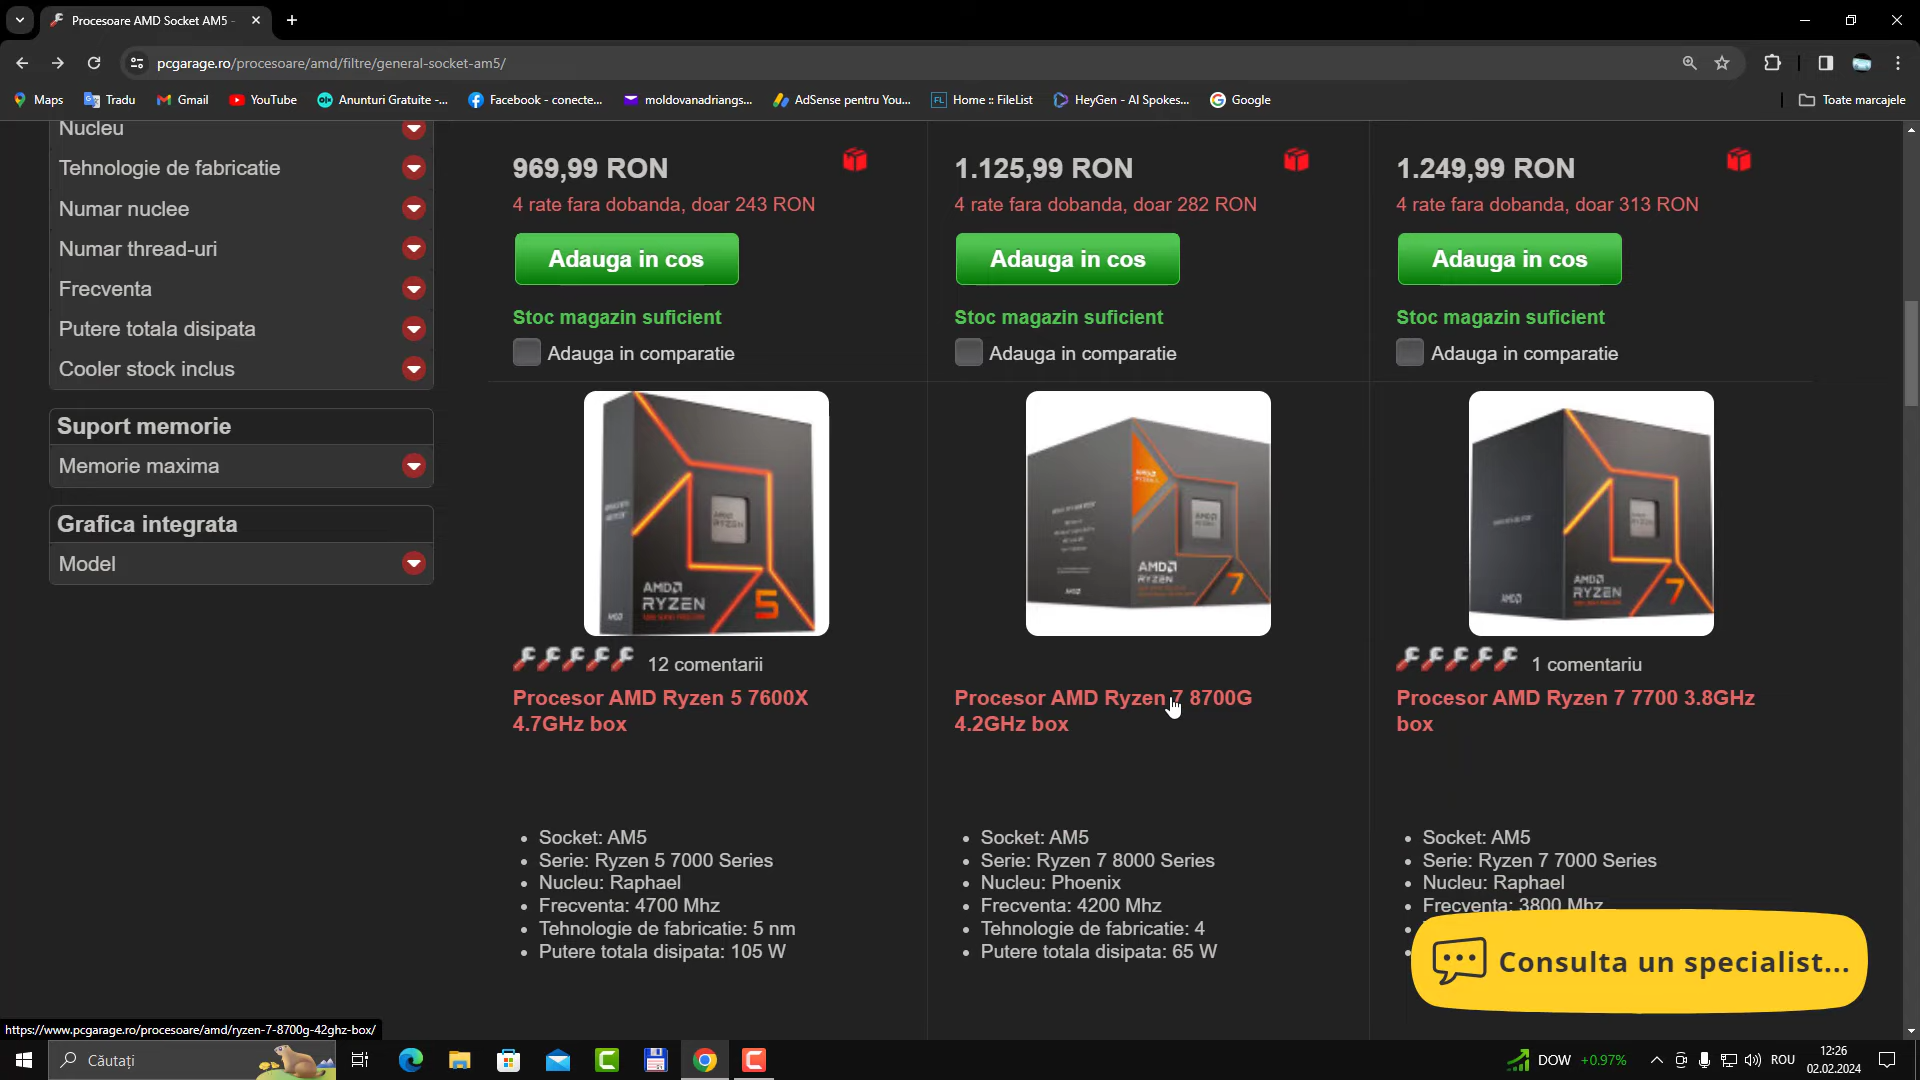 Procesoare AMD Socket AM5 -
pcgarage.ro/procesoare/amd/filtre/general-socket-am5/
Maps
Tradu
Gmail
YouTube
Anunturi Gratuite -...
Facebook - conecte...
moldovanadriangs...
AdSense pentru You...
FL
Home :: FileList
HeyGen - AI Spokes...
Google
Toate marcajele
Nucleu
Tehnologie de fabricatie
Numar nuclee
Numar thread-uri
Frecventa
Putere totala disipata
Cooler stock inclus
Suport memorie
Memorie maxima
Grafica integrata
Model
969,99 RON
4 rate fara dobanda, doar 243 RON
Adauga in cos
Stoc magazin suficient
Adauga in comparatie
1.125,99 RON
4 rate fara dobanda, doar 282 RON
Adauga in cos
Stoc magazin suficient
Adauga in comparatie
1.249,99 RON
4 rate fara dobanda, doar 313 RON
Adauga in cos
Stoc magazin suficient
Adauga in comparatie
AMD
RYZEN
5
12 comentarii
Procesor AMD Ryzen 5 7600X
4.7GHz box
Socket: AM5
Serie: Ryzen 5 7000 Series
Nucleu: Raphael
Frecventa: 4700 Mhz
Tehnologie de fabricatie: 5 nm
Putere totala disipata: 105 W
AMD
RYZEN
7
Procesor AMD Ryzen 7 8700G
4.2GHz box
Socket: AM5
Serie: Ryzen 7 8000 Series
Nucleu: Phoenix
Frecventa: 4200 Mhz
Tehnologie de fabricatie: 4
Putere totala disipata: 65 W
AMD
RYZEN
7
1 comentariu
Procesor AMD Ryzen 7 7700 3.8GHz
box
Socket: AM5
Serie: Ryzen 7 7000 Series
Nucleu: Raphael
Frecventa: 3800 Mhz
Consulta un specialist...
https://www.pcgarage.ro/procesoare/amd/ryzen-7-8700g-42ghz-box/
Căutați
DOW +0.97%
ROU
12:26
02.02.2024